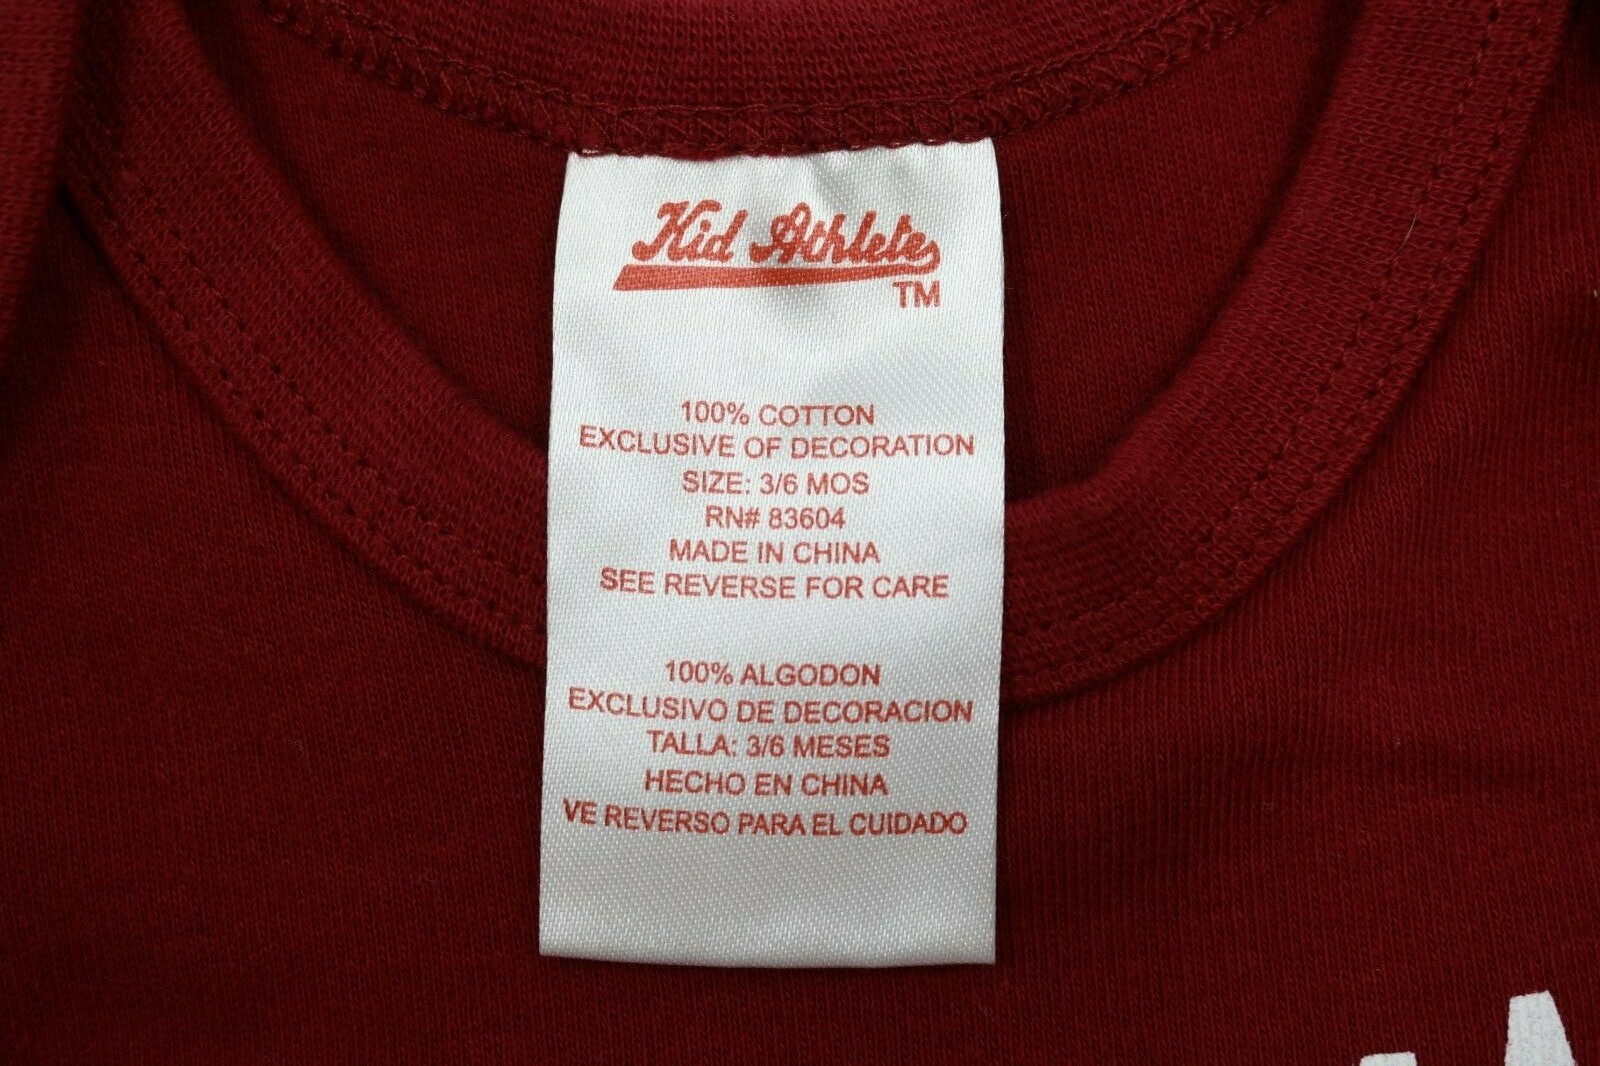 Kid Athlete
TM
100% COTTON
EXCLUSIVE OF DECORATION
SIZE: 3/6 MOS
RN# 83604
MADE IN CHINA
SEE REVERSE FOR CARE
100% ALGODON
EXCLUSIVO DE DECORACION
TALLA: 3/6 MESES
HECHO EN CHINA
VE REVERSO PARA EL CUIDADO